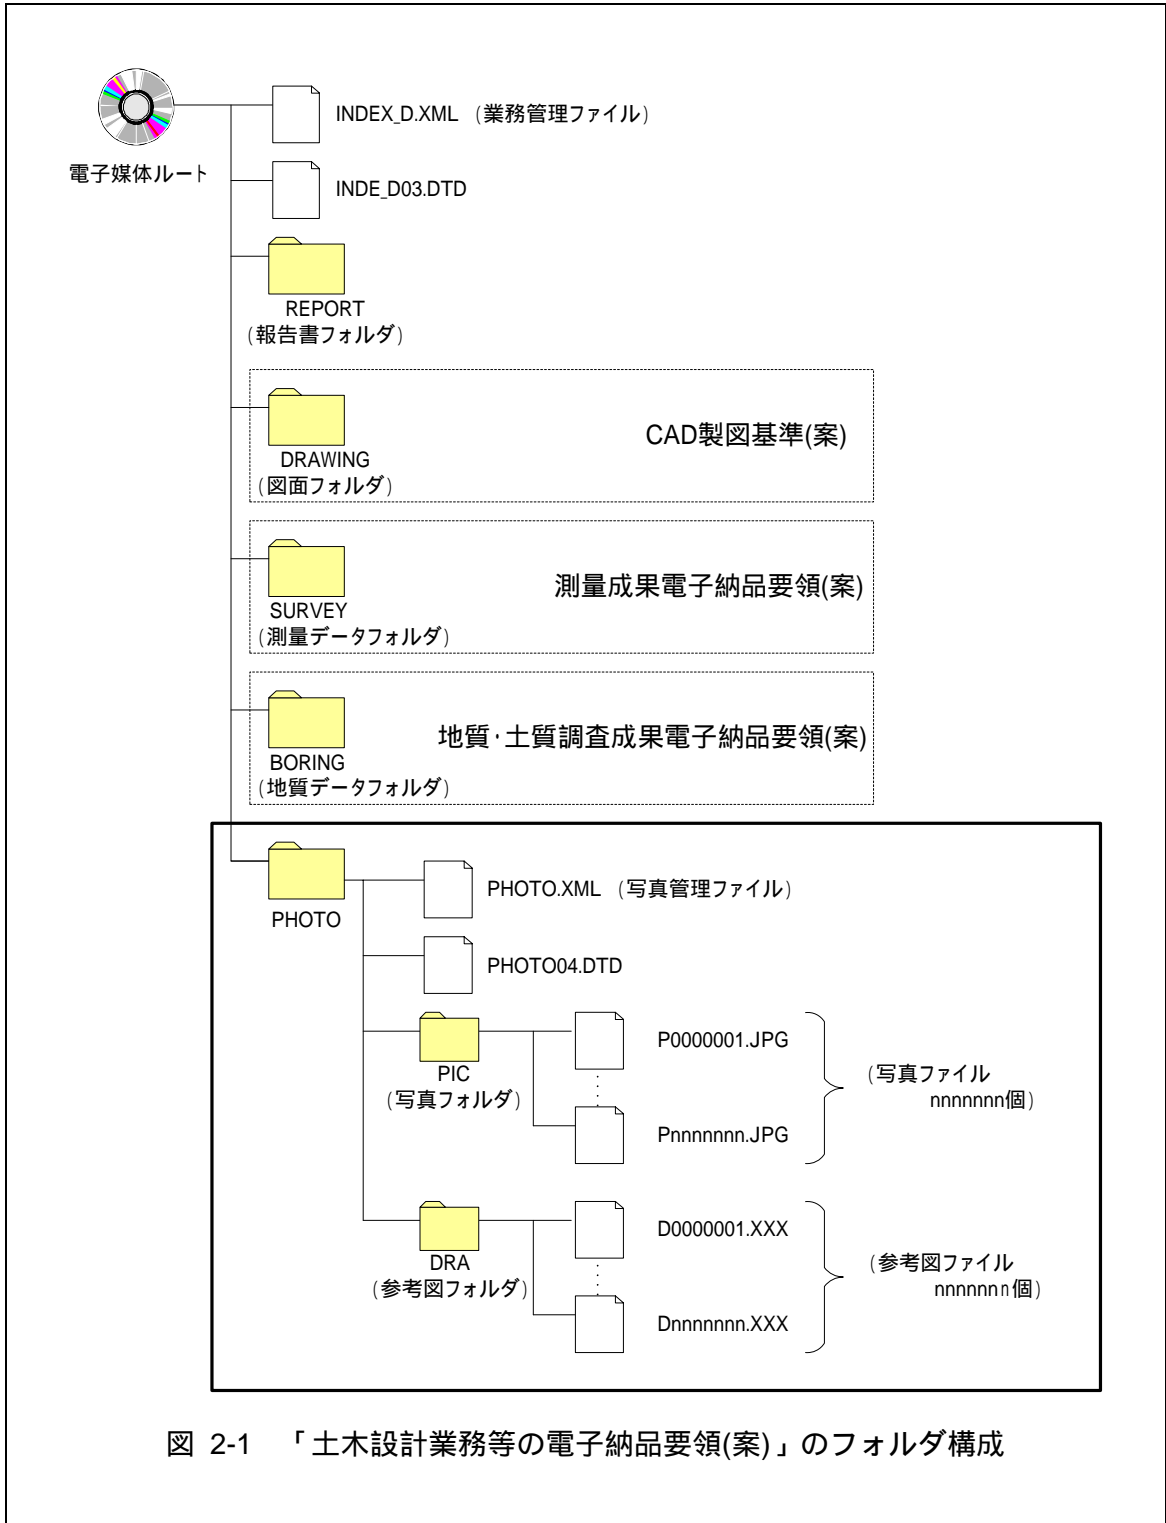 INDEX_D.XML (業務管理ファイル)
電子媒体ルート
INDE_D03.DTD
REPORT
(報告書フォルダ)
CAD製図基準(案)
DRAWING
(図面フォルダ)
測量成果電子納品要領(案)
SURVEY
(測量データフォルダ)
地質・土質調査成果電子納品要領(案)
BORING
(地質データフォルダ)
PHOTO
PHOTO.XML (写真管理ファイル)
PHOTO04.DTD
PIC
(写真フォルダ)
P0000001.JPG
Pnnnnnnn.JPG
(写真ファイル
nnnnnnn個)
DRA
(参考図フォルダ)
D0000001.XXX
Dnnnnnnn.XXX
(参考図ファイル
nnnnnnn個)
図 2-1 「土木設計業務等の電子納品要領(案)」のフォルダ構成